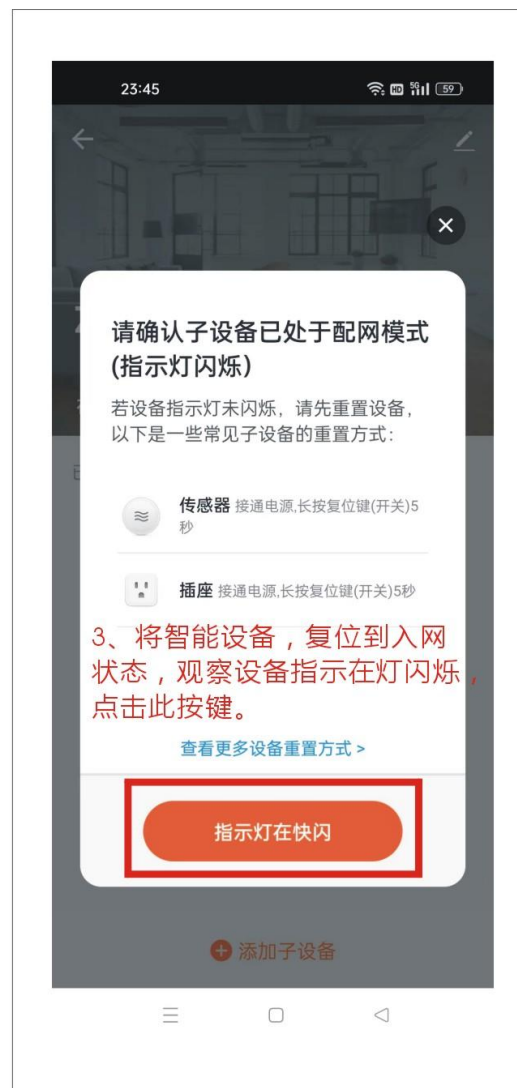 23:45
HD 5G 59
请确认子设备已处于配网模式
(指示灯闪烁）
若设备指示灯未闪烁，请先重置设备，
以下是一些常见子设备的重置方式：
传感器 接通电源,长按复位键(开关)5
秒
插座 接通电源,长按复位键(开关)5秒
3、将智能设备，复位到入网
状态，观察设备指示在灯闪烁，
点击此按键。
查看更多设备重置方式 >
指示灯在快闪
添加子设备